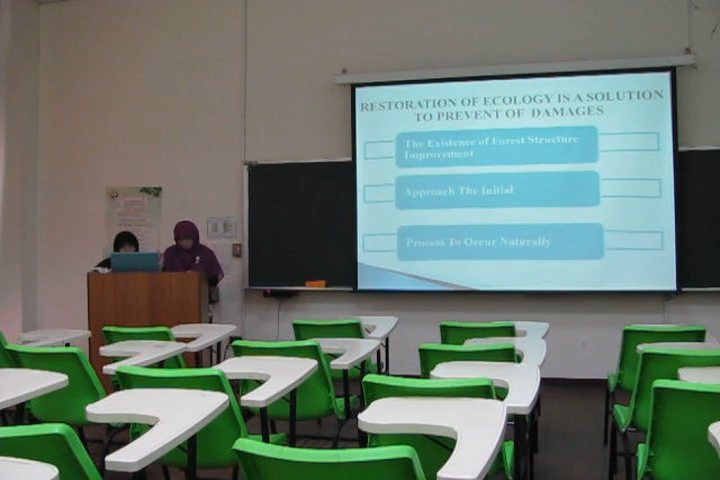 RESTORATION OF ECOLOGY IS A SOLUTION
TO PREVENT OF DAMAGES
The Existence of Forest Structure
Improvement
Approach The Initial
Process To Occur Naturally